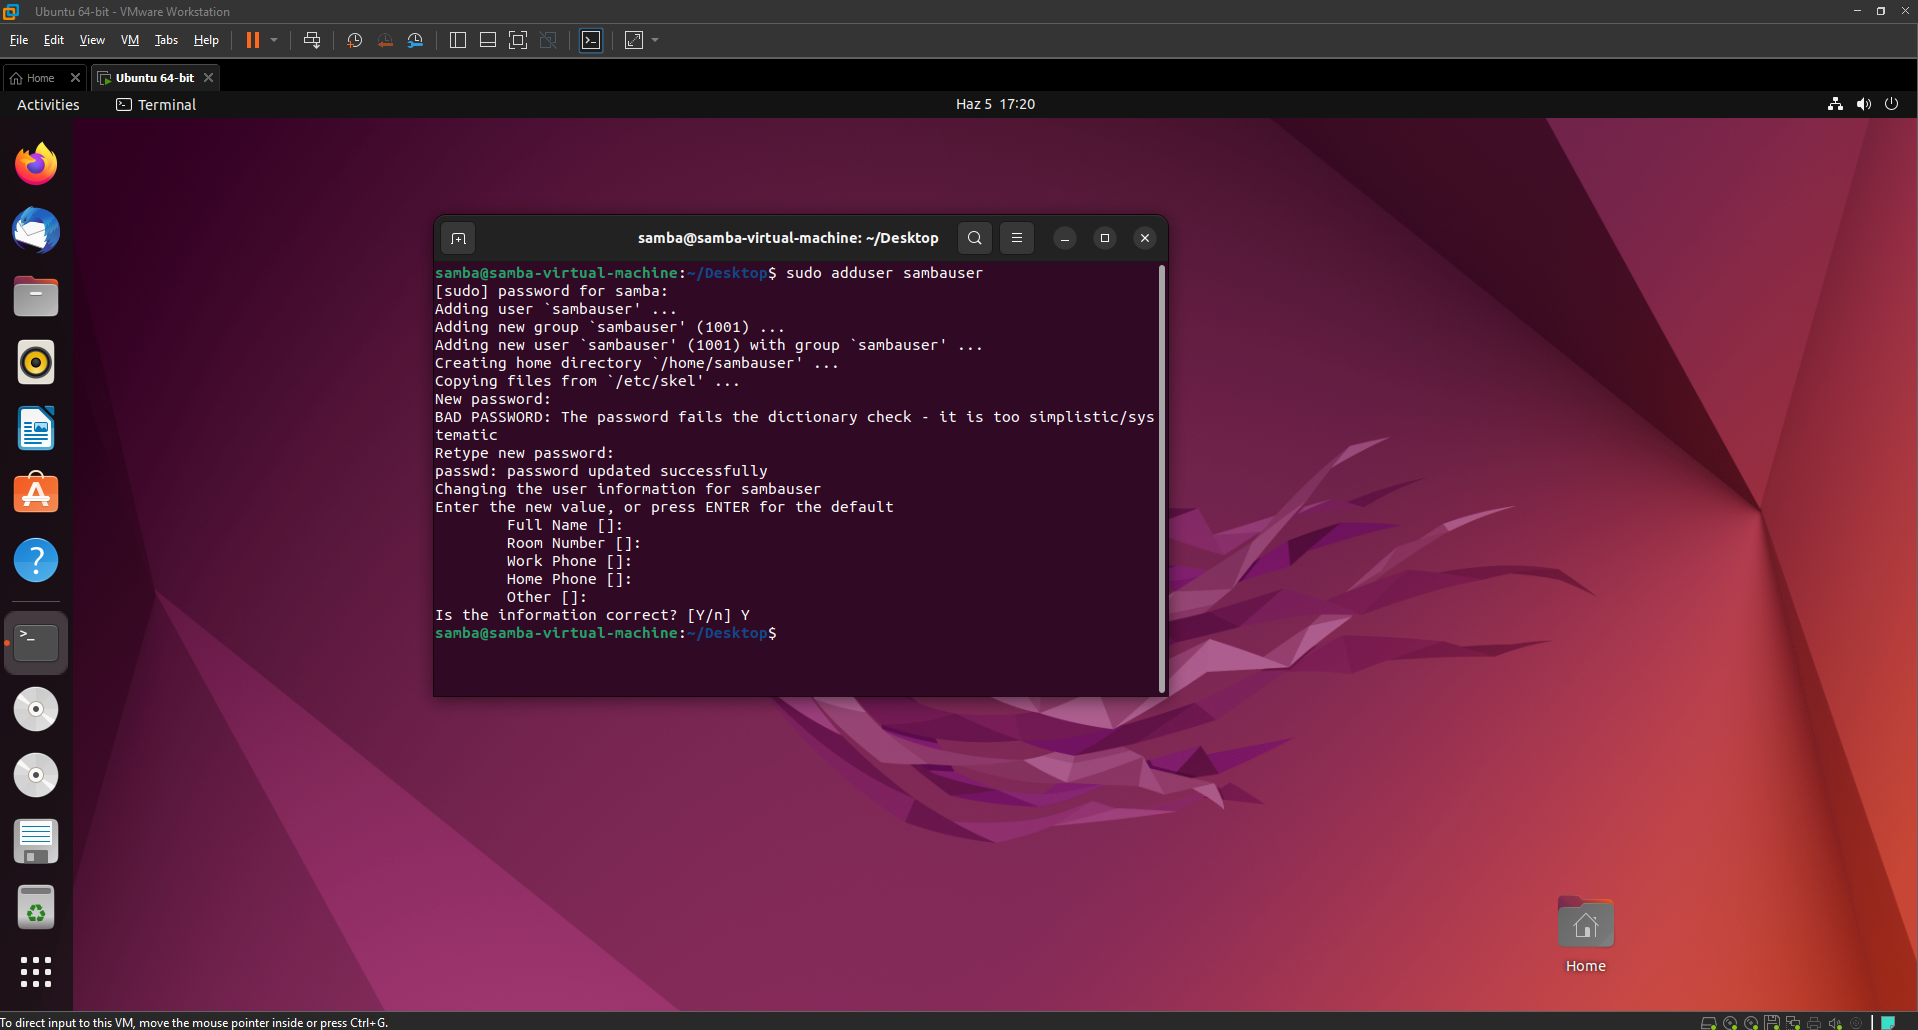 Ubuntu 64-bit - VMware Workstation
File Edit View VM Tabs Help
Home Ubuntu 64-bit
Activities Terminal Haz 5 17:20
samba@samba-virtual-machine: ~/Desktop
samba@samba-virtual-machine:~/Desktop$ sudo adduser sambauser
[sudo] password for samba:
Adding user `sambauser' ...
Adding new group `sambauser' (1001) ...
Adding new user `sambauser' (1001) with group `sambauser' ...
Creating home directory `/home/sambauser' ...
Copying files from `/etc/skel' ...
New password:
BAD PASSWORD: The password fails the dictionary check - it is too simplistic/sys
tematic
Retype new password:
passwd: password updated successfully
Changing the user information for sambauser
Enter the new value, or press ENTER for the default
Full Name []:
Room Number []:
Work Phone []:
Home Phone []:
Other []:
Is the information correct? [Y/n] Y
samba@samba-virtual-machine:~/Desktop$
Home
To direct input to this VM, move the mouse pointer inside or press Ctrl+G.